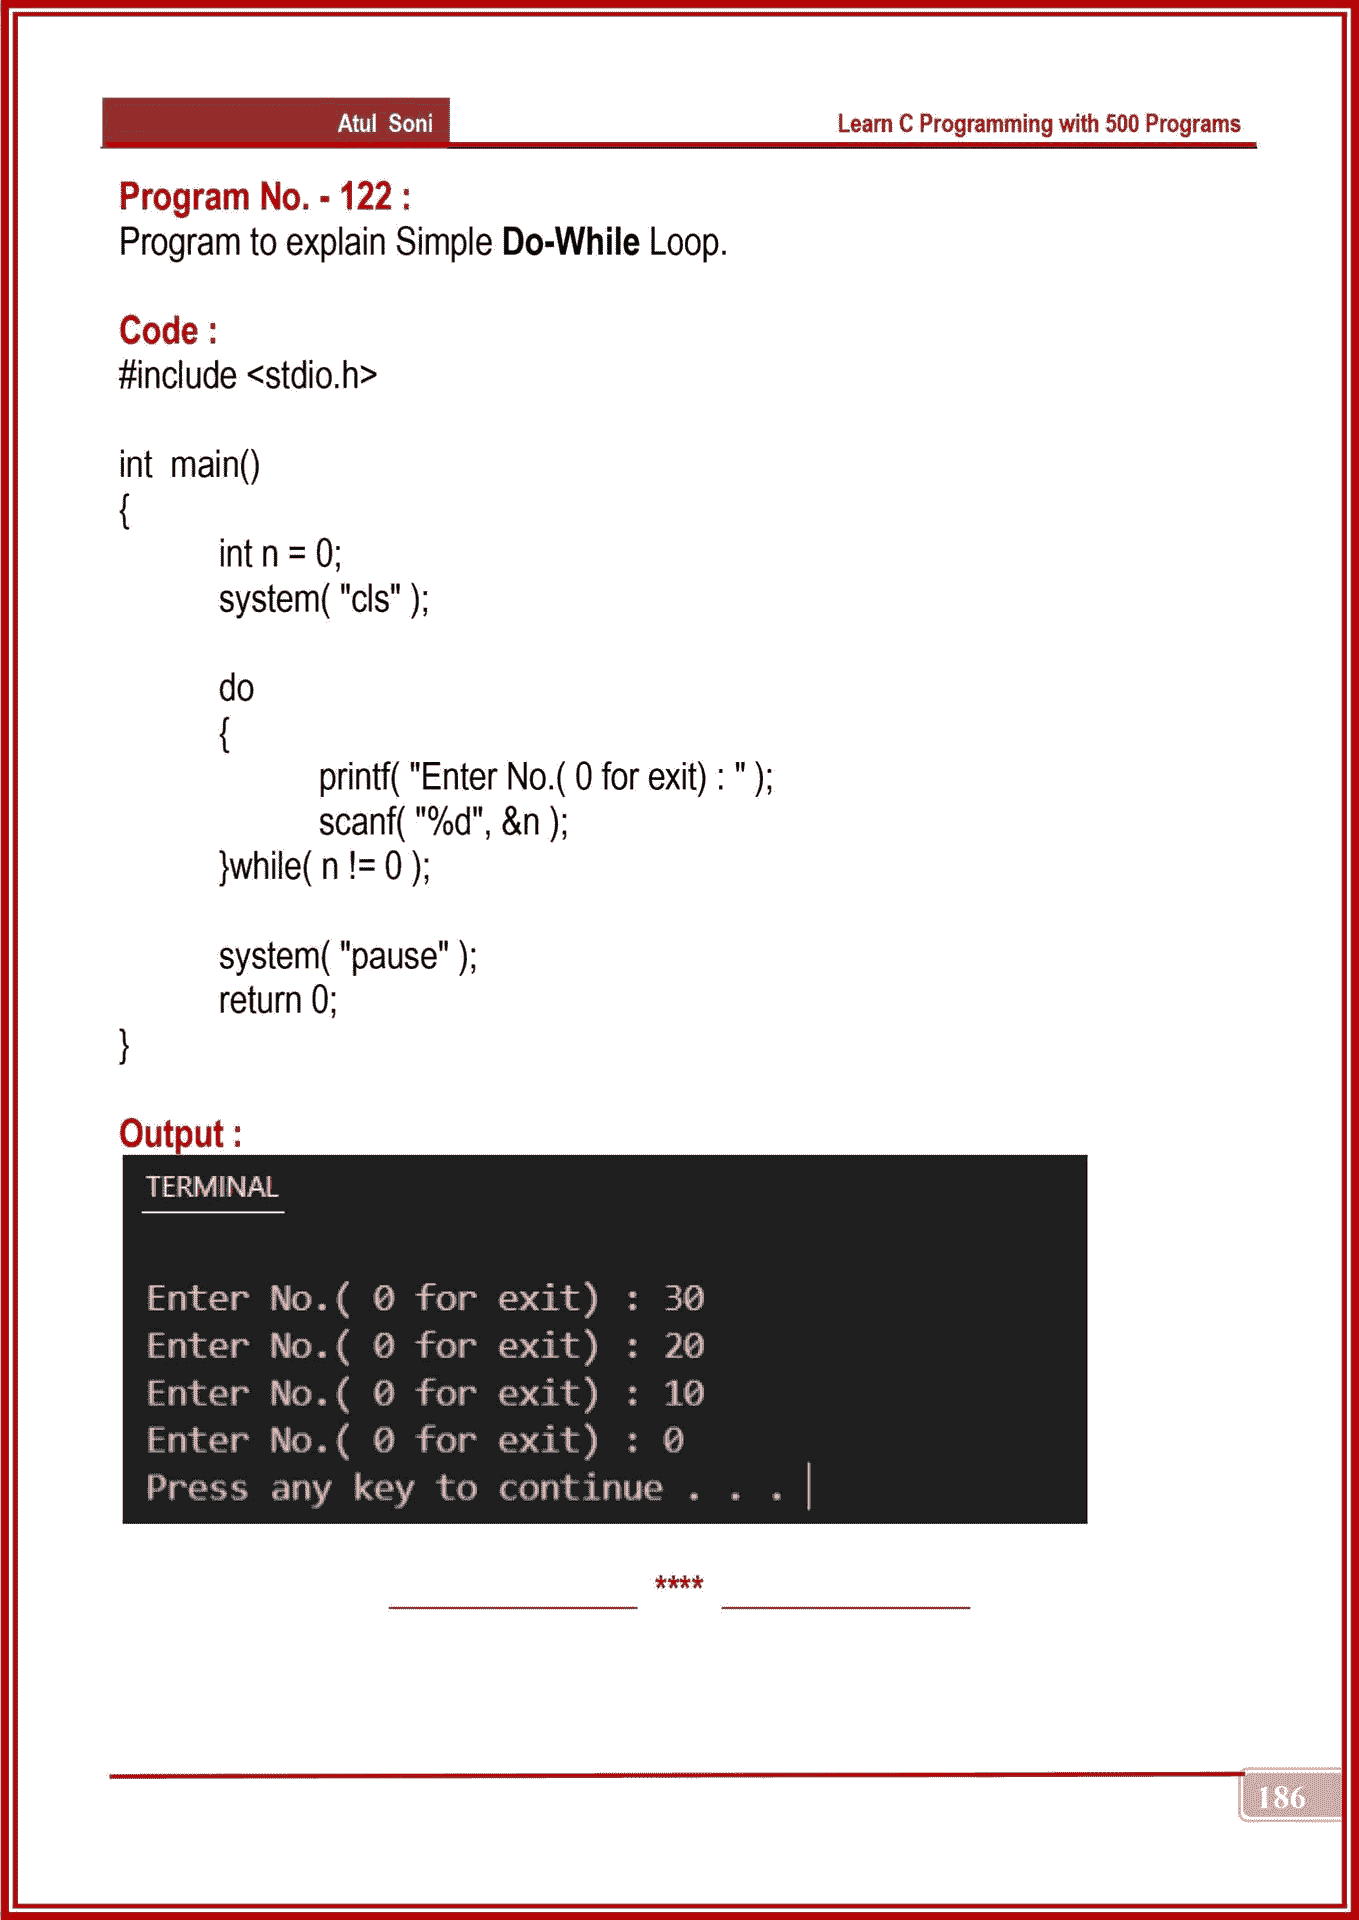 Atul  Soni
Learn C Programming with 500 Programs
Program No. - 122 :
Program to explain Simple Do-While Loop.
Code :
#include <stdio.h>
int  main()
{
int n = 0;
system( "cls" );
do
{
printf( "Enter No.( 0 for exit) : " );
scanf( "%d", &n );
}while( n != 0 );
system( "pause" );
return 0;
}
Output :
TERMINAL
Enter No.( 0 for exit) : 30
Enter No.( 0 for exit) : 20
Enter No.( 0 for exit) : 10
Enter No.( 0 for exit) : 0
Press any key to continue . . .
****
186